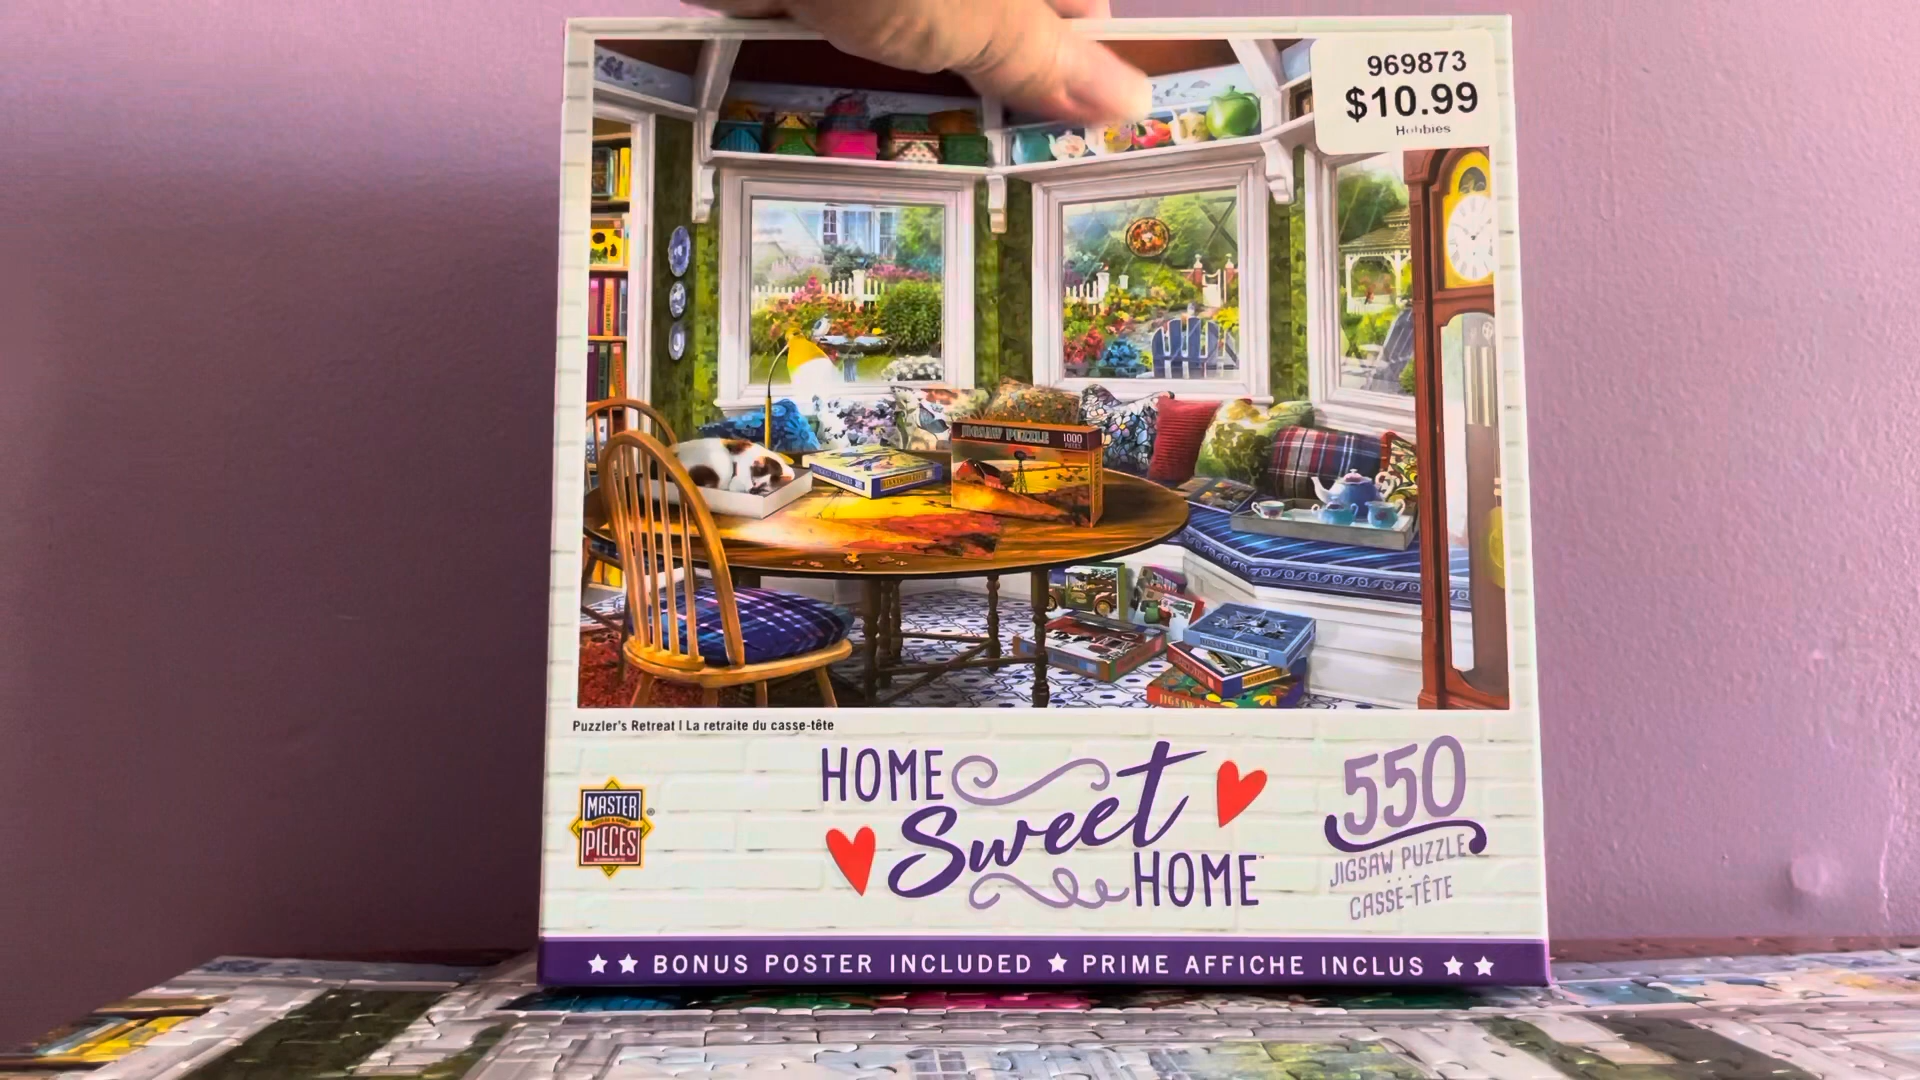 969873
$10.99
Hobbies
JIGSAW PUZZLE
1000
Puzzler's Retreat | La retraite du casse-tête
HOME
Sweet
HOME
MASTER
PIECES
550
JIGSAW PUZZLE
CASSE-TÊTE
★★ BONUS POSTER INCLUDED ★ PRIME AFFICHE INCLUS ★★